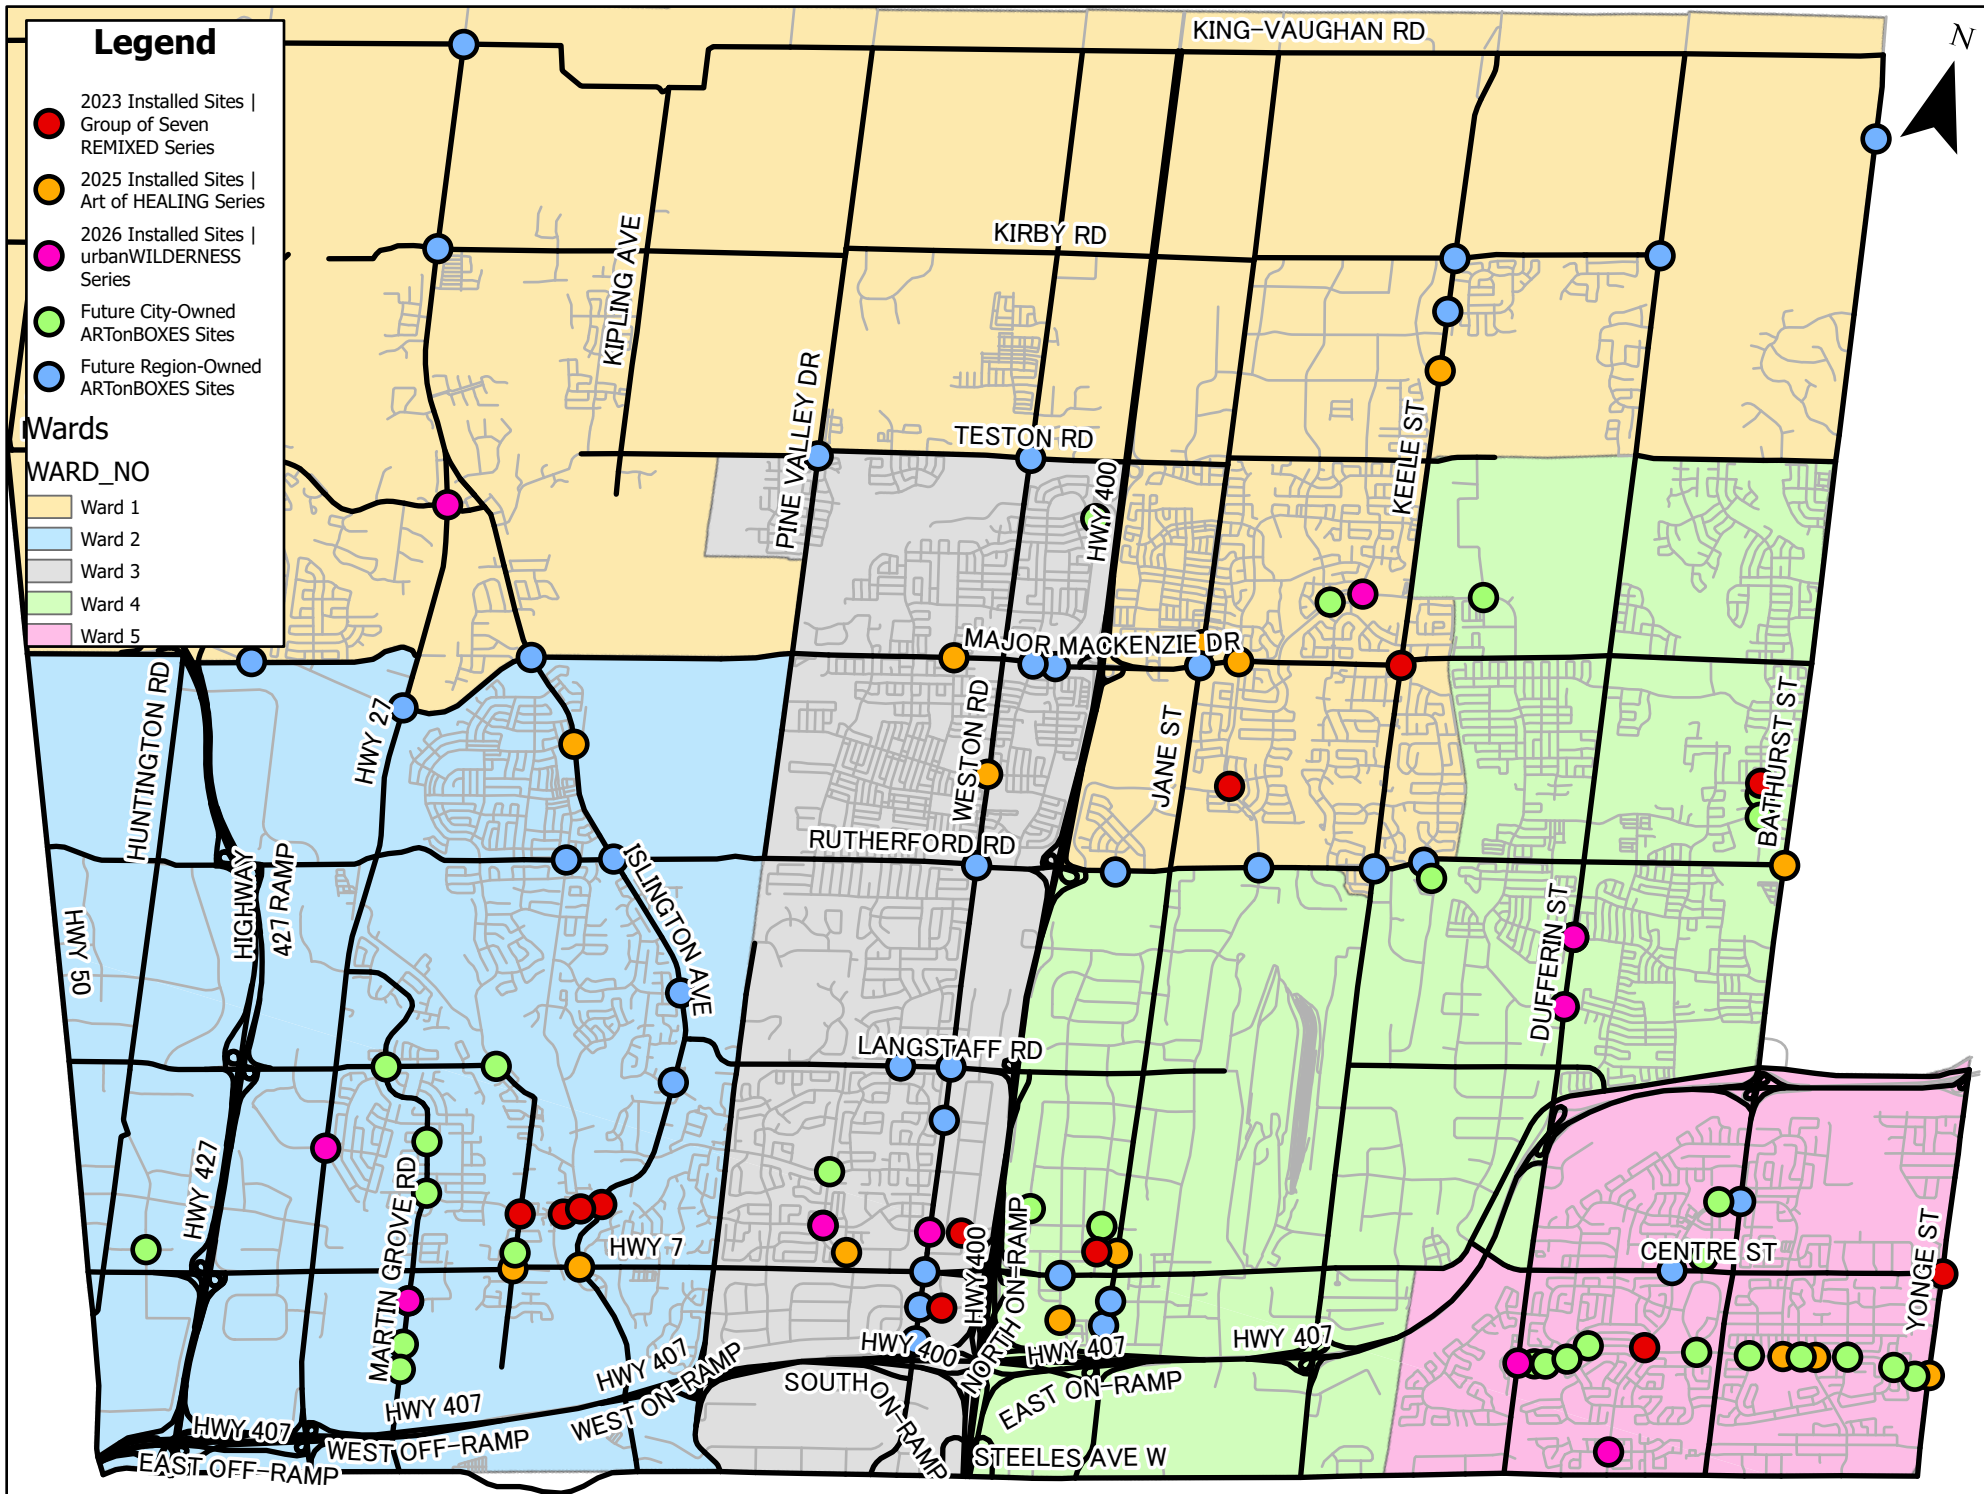 Legend
2023 Installed Sites |
Group of Seven
REMIXED Series
2025 Installed Sites |
Art of HEALING Series
2026 Installed Sites |
urbanWILDERNESS
Series
Future City-Owned
ARTonBOXES Sites
Future Region-Owned
ARTonBOXES Sites
Wards
WARD_NO
Ward 1
Ward 2
Ward 3
Ward 4
Ward 5
N
KING-VAUGHAN RD
KIRBY RD
KIPLING AVE
PINE VALLEY DR
TESTON RD
HWY 400
KEELE ST
MAJOR MACKENZIE DR
HUNTINGTON RD
HWY 27
WESTON RD
JANE ST
BATHURST ST
RUTHERFORD RD
HIGHWAY
427 RAMP
ISLINGTON AVE
HWY 50
DUFFERIN ST
LANGSTAFF RD
HWY 427
MARTIN GROVE RD
HWY 7
HWY 400
NORTH ON-RAMP
CENTRE ST
YONGE ST
HWY 407
WEST ON-RAMP
HWY 400
SOUTH ON-RAMP
HWY 407
EAST ON-RAMP
HWY 407
HWY 407
HWY 407
WEST OFF-RAMP
EAST OFF-RAMP
STEELES AVE W